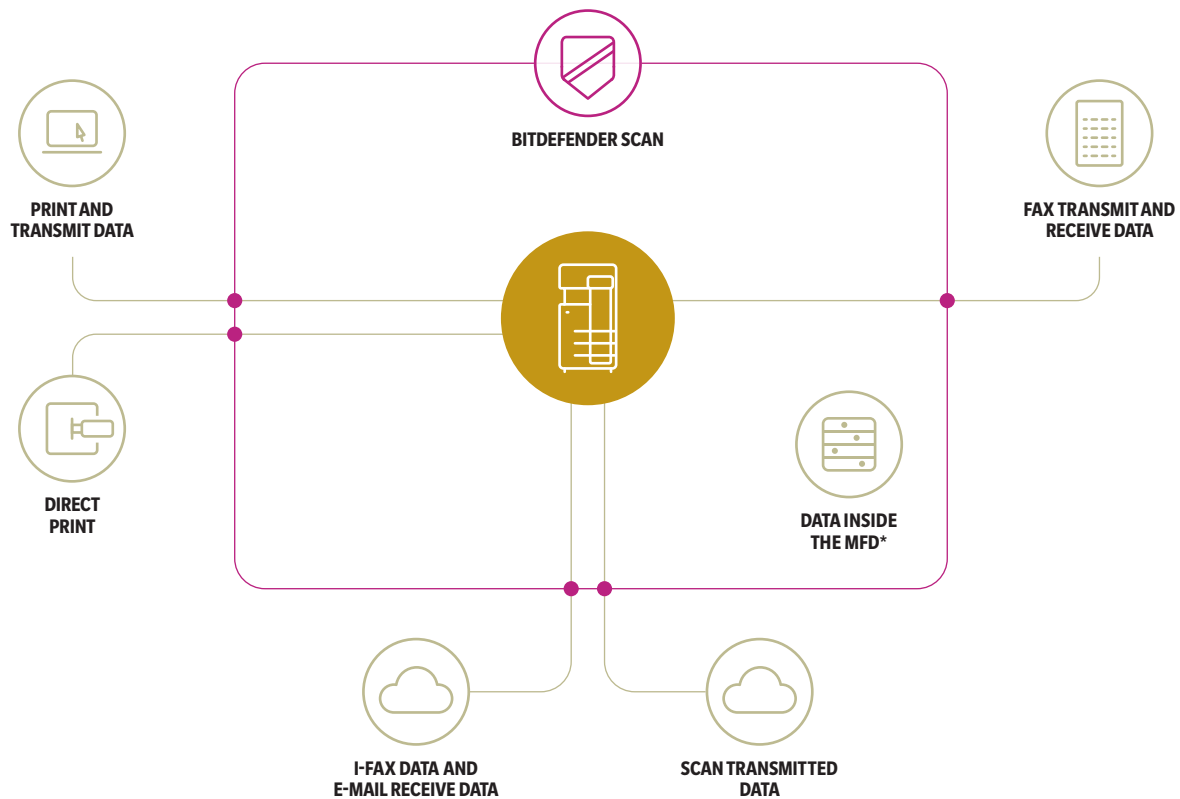 BITDEFENDER SCAN
PRINT AND
TRANSMIT DATA
FAX TRANSMIT AND
RECEIVE DATA
DIRECT
PRINT
DATA INSIDE
THE MFD*
I-FAX DATA AND
E-MAIL RECEIVE DATA
SCAN TRANSMITTED
DATA